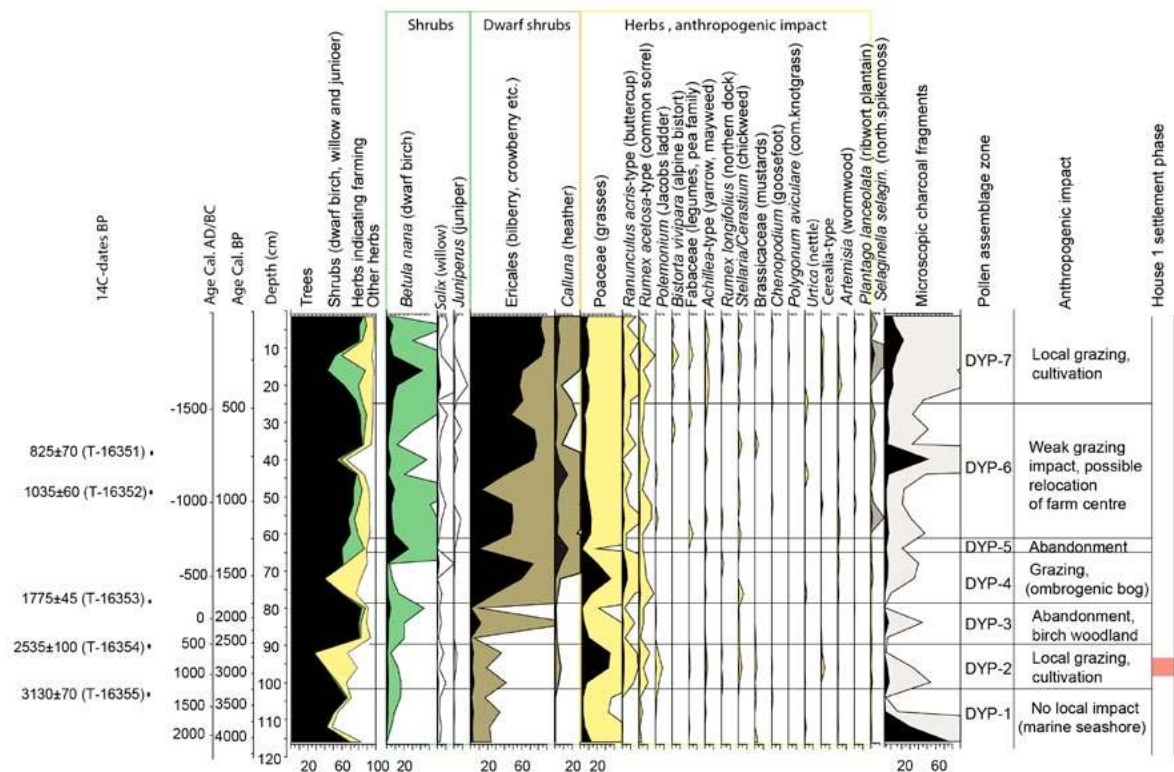 Shrubs
Dwarf shrubs
Herbs , anthropogenic impact
14C-dates BP
Age Cal. AD/BC
Age Cal.BP
Depth (cm)
Trees
Shrubs (dwarf birch, willow and junioer)
Herbs indicating farming
Other herbs
Betula nana (dwarf birch)
Salix (willow)
Juniperus (juniper)
Ericales (bilberry, crowberry etc.)
Calluna (heather)
Poaceae (grasses)
Ranunculus acris-type (buttercup)
Rumex acetosa-type (common sorrel)
Polemonium (Jacobs ladder)
Bistorta vivipara (alpine bistort)
Fabaceae (legumes, pea family)
Achillea-type (yarrow, mayweed)
Rumex longifolius (northern dock)
Stellaria/Cerastium (chickweed)
Brassicaceae (mustards)
Chenopodium (goosefoot)
Polygonum aviculare (com.knotgrass)
Urtica (nettle)
Cerealia-type
Artemisia (wormwood)
Plantago lanceolata (ribwort plantain)
Selaginella selagin. (north.spikemoss)
Microscopic charcoal fragments
Pollen assemblage zone
Anthropogenic impact
House 1 settlement phase
10
20
-1500 500
30
825±70 (T-16351)
40
1035±60 (T-16352)
50
-1000 1000
60
70
-500 1500
1775±45 (T-16353)
80
0 2000
500 2500
2535±100 (T-16354)
90
1000 3000
100
3130±70 (T-16355)
1500 3500
110
2000 4000
120
DYP-7
Local grazing,
cultivation
DYP-6
Weak grazing
impact, possible
relocation
of farm centre
DYP-5
Abandonment
DYP-4
Grazing,
(ombrogenic bog)
DYP-3
Abandonment,
birch woodland
DYP-2
Local grazing,
cultivation
DYP-1
No local impact
(marine seashore)
20 60 100 20 20 60 20 20 20 60